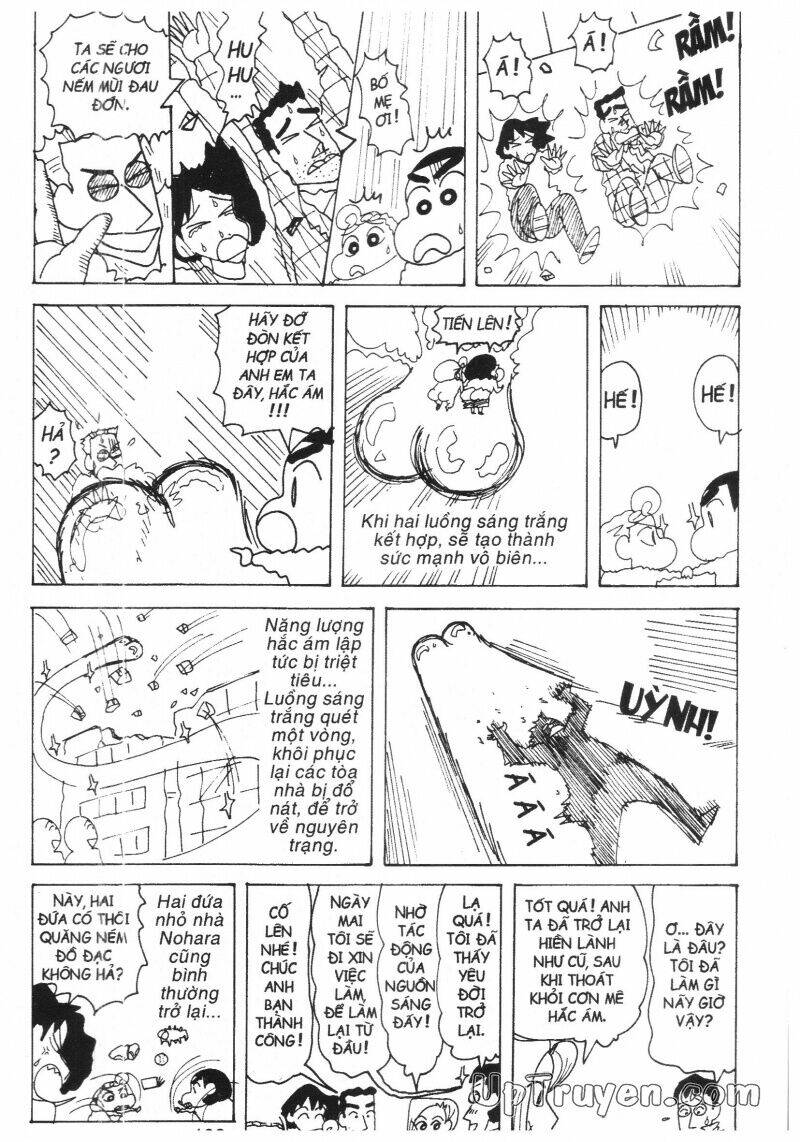 RẦM!
RẦM!
Á!
Á!
BỐ
MẸ
ƠI!
HU
HU
...
TA SẼ CHO
CÁC NGƯƠI
NẾM MÙI ĐAU
ĐỚN.
HẾ!
HẾ!
TIẾN LÊN!
Khi hai luồng sáng trắng
kết hợp, sẽ tạo thành
sức mạnh vô biên...
HÃY ĐỠ
ĐÒN KẾT
HỢP CỦA
ANH EM TA
ĐÂY, HẮC ÁM
!!!
HẢ
?
UỲNH!
Á
Á
Á
Năng lượng
hắc ám lập
tức bị triệt
tiêu...
Luồng sáng
trắng quét
một vòng,
khôi phục
lại các tòa
nhà bị đổ
nát, để trở
về nguyên
trạng.
Ơ... ĐÂY
LÀ ĐÂU?
TÔI ĐÃ
LÀM GÌ
NÃY GIỜ
VẬY?
TỐT QUÁ! ANH
TA ĐÃ TRỞ LẠI
HIỀN LÀNH
NHƯ CŨ, SAU
KHI THOÁT
KHỎI CƠN MÊ
HẮC ÁM.
LẠ
QUÁ!
TÔI ĐÃ
THẤY
YÊU
ĐỜI
TRỞ
LẠI.
NHỜ
TÁC
ĐỘNG
CỦA
NGUỒN
SÁNG
ĐẤY!
NGÀY
MAI
TÔI SẼ
ĐI XIN
VIỆC
LÀM,
ĐỂ LÀM
LẠI TỪ
ĐẦU!
CỐ
LÊN
NHÉ!
CHÚC
ANH
BẠN
THÀNH
CÔNG!
Hai đứa
nhỏ nhà
Nohara
cũng
bình
thường
trở lại...
NÀY, HAI
ĐỨA CÓ THÔI
QUĂNG NÉM
ĐỒ ĐẠC
KHÔNG HẢ?
UpTruyen.com